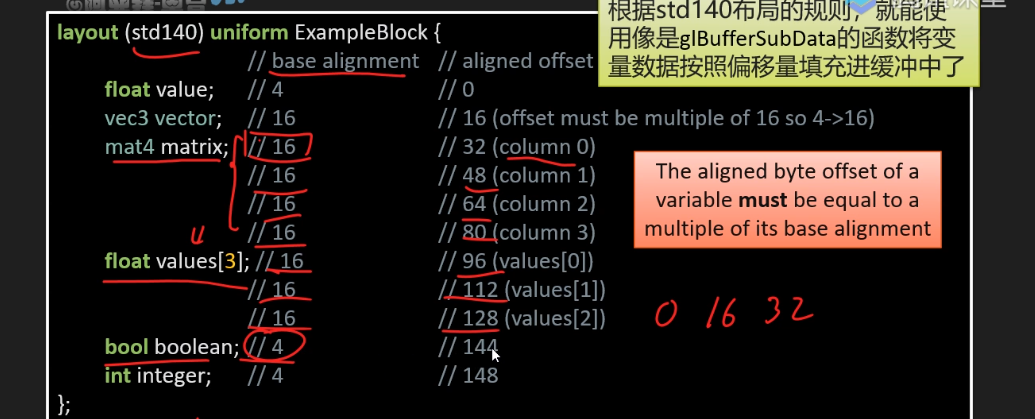 根据std140布局的规则，就能使
用像是glBufferSubData的函数将变
量数据按照偏移量填充进缓冲中了
layout (std140) uniform ExampleBlock {
// base alignment // aligned offset
float value; // 4 // 0
vec3 vector; // 16 // 16 (offset must be multiple of 16 so 4->16)
mat4 matrix; // 16 // 32 (column 0)
// 16 // 48 (column 1)
// 16 // 64 (column 2)
// 16 // 80 (column 3)
float values[3]; // 16 // 96 (values[0])
// 16 // 112 (values[1])
// 16 // 128 (values[2])
bool boolean; // 4 // 144
int integer; // 4 // 148
};
The aligned byte offset of a
variable must be equal to a
multiple of its base alignment
0 16 32